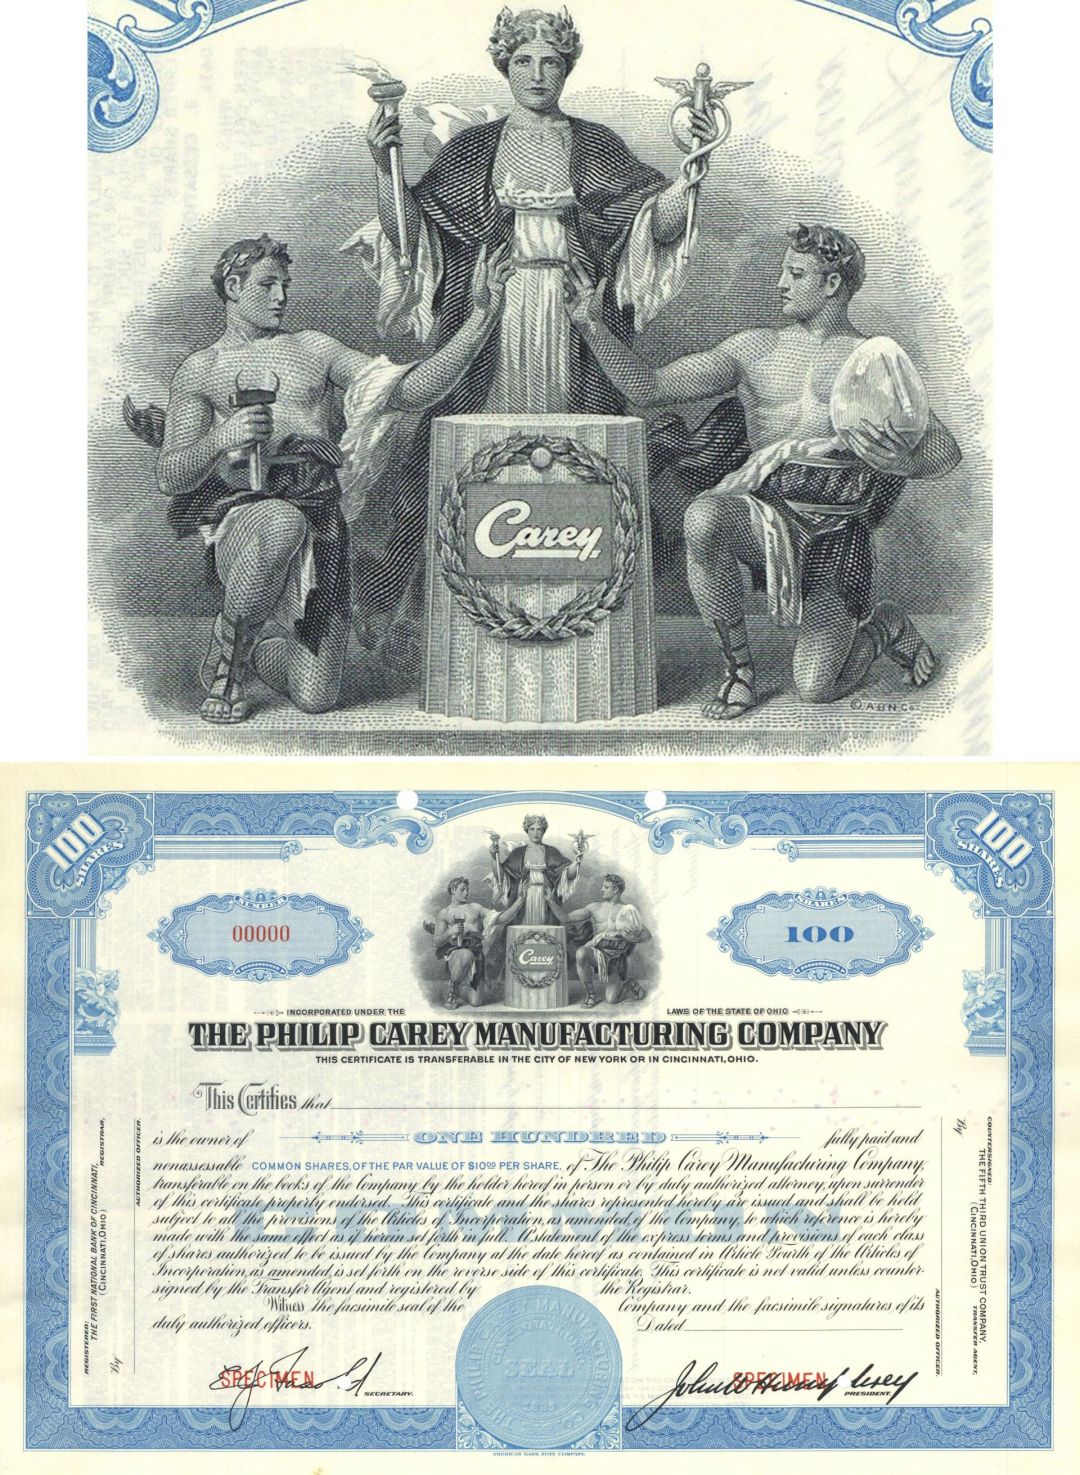 Carey
© A B N Co.
100
SHARES
100
SHARES
NUMBER
SHARES
00000
100
Carey
INCORPORATED UNDER THE
LAWS OF THE STATE OF OHIO
THE PHILIP CAREY MANUFACTURING COMPANY
THIS CERTIFICATE IS TRANSFERABLE IN THE CITY OF NEW YORK OR IN CINCINNATI, OHIO.
This Certifies that
is the owner of ONE HUNDRED fully paid and
nonassessable COMMON SHARES, OF THE PAR VALUE OF $10.00 PER SHARE, of The Philip Carey Manufacturing Company,
transferable on the books of the Company by the holder hereof in person or by duly authorized attorney, upon surrender
of this certificate properly endorsed. This certificate and the shares represented hereby are issued and shall be held
subject to all the provisions of the Articles of Incorporation, as amended, of the Company, to which reference is hereby
made with the same effect as if herein set forth in full. A statement of the express terms and provisions of each class
of shares authorized to be issued by the Company at the date hereof as contained in Article Fourth of the Articles of
Incorporation, as amended, is set forth on the reverse side of this certificate. This certificate is not valid unless counter-
signed by the Transfer Agent and registered by the Registrar.
Witness the facsimile seal of the Company and the facsimile signatures of its
duly authorized officers. Dated
SPECIMEN
SECRETARY.
SPECIMEN
PRESIDENT.
REGISTERED:
THE FIRST NATIONAL BANK OF CINCINNATI,
(CINCINNATI, OHIO) REGISTRAR,
By
AUTHORIZED OFFICER.
COUNTERSIGNED:
THE FIFTH THIRD UNION TRUST COMPANY,
(CINCINNATI, OHIO) TRANSFER AGENT,
By
AUTHORIZED OFFICER.
AMERICAN BANK NOTE COMPANY.